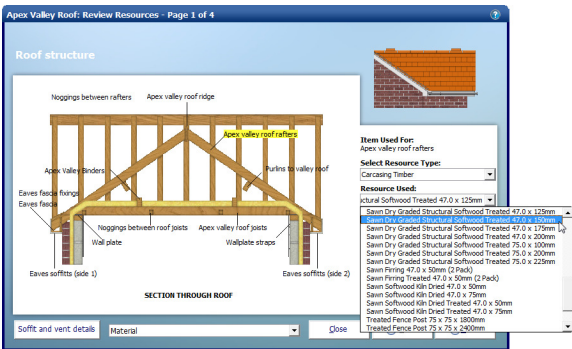 Apex Valley Roof: Review Resources - Page 1 of 4
?
Roof structure
Noggings between rafters
Apex valley roof ridge
Apex valley roof rafters
Apex Valley Binders
Purlins to valley roof
Eaves fascia fixings
Eaves fascia
Noggings between roof joists
Apex valley roof joists
Wall plate
Wallplate straps
Eaves soffitts (side 1)
Eaves soffitts (side 2)
SECTION THROUGH ROOF
Item Used For:
Apex valley roof rafters
Select Resource Type:
Carcasing Timber
Resource Used:
ctural Softwood Treated 47.0 x 125mm
Sawn Dry Graded Structural Softwood Treated 47.0 x 125mm
Sawn Dry Graded Structural Softwood Treated 47.0 x 150mm
Sawn Dry Graded Structural Softwood Treated 47.0 x 175mm
Sawn Dry Graded Structural Softwood Treated 47.0 x 200mm
Sawn Dry Graded Structural Softwood Treated 75.0 x 100mm
Sawn Dry Graded Structural Softwood Treated 75.0 x 200mm
Sawn Dry Graded Structural Softwood Treated 75.0 x 225mm
Sawn Firring 47.0 x 50mm (2 Pack)
Sawn Firring Treated 47.0 x 50mm (2 Pack)
Sawn Softwood Kiln Dried 47.0 x 50mm
Sawn Softwood Kiln Dried 47.0 x 75mm
Sawn Softwood Kiln Dried Treated 47.0 x 50mm
Sawn Softwood Kiln Dried Treated 47.0 x 75mm
Treated Fence Post 75 x 75 x 1800mm
Treated Fence Post 75 x 75 x 2400mm
Soffit and vent details
Material
Close